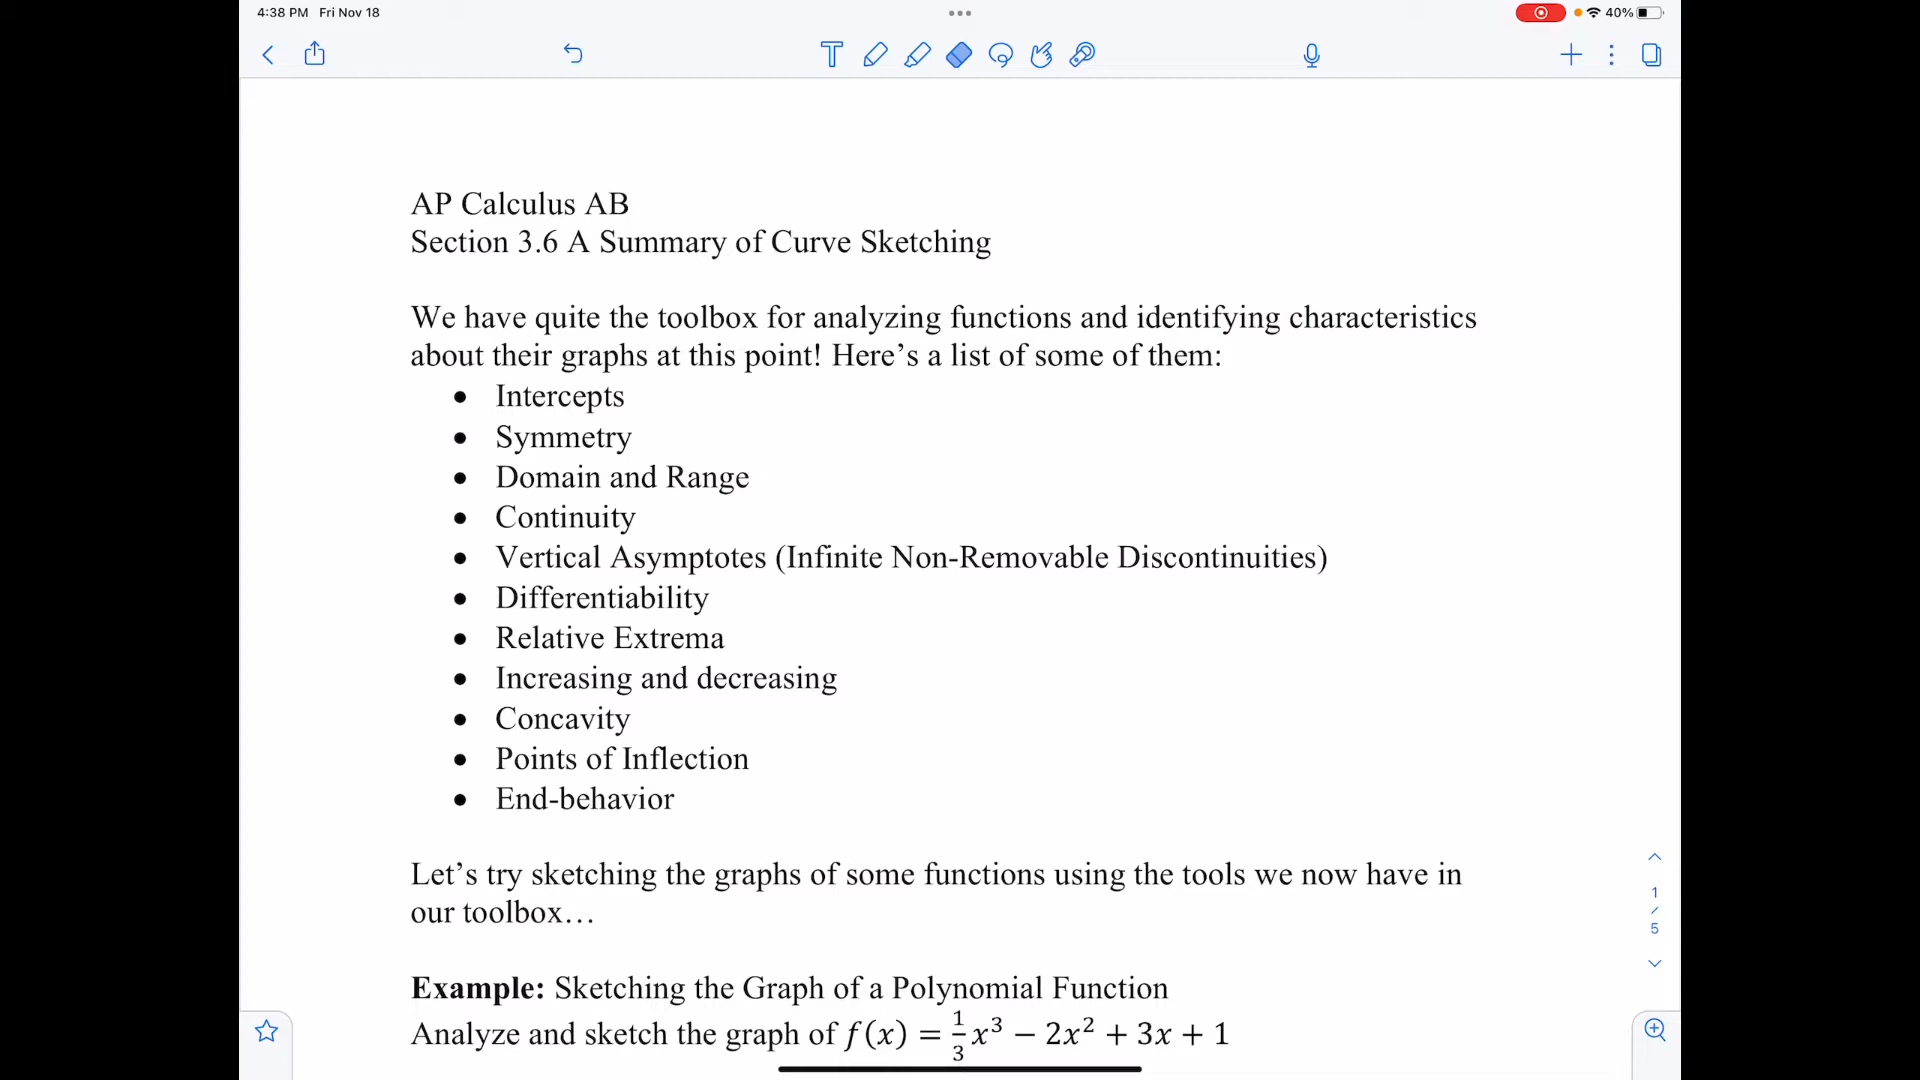 4:38 PM Fri Nov 18
40%
AP Calculus AB
Section 3.6 A Summary of Curve Sketching
We have quite the toolbox for analyzing functions and identifying characteristics
about their graphs at this point! Here’s a list of some of them:
• Intercepts
• Symmetry
• Domain and Range
• Continuity
• Vertical Asymptotes (Infinite Non-Removable Discontinuities)
• Differentiability
• Relative Extrema
• Increasing and decreasing
• Concavity
• Points of Inflection
• End-behavior
Let’s try sketching the graphs of some functions using the tools we now have in
our toolbox…
1
/
5
Example: Sketching the Graph of a Polynomial Function
Analyze and sketch the graph of f(x) = 1/3 x³ − 2x² + 3x + 1